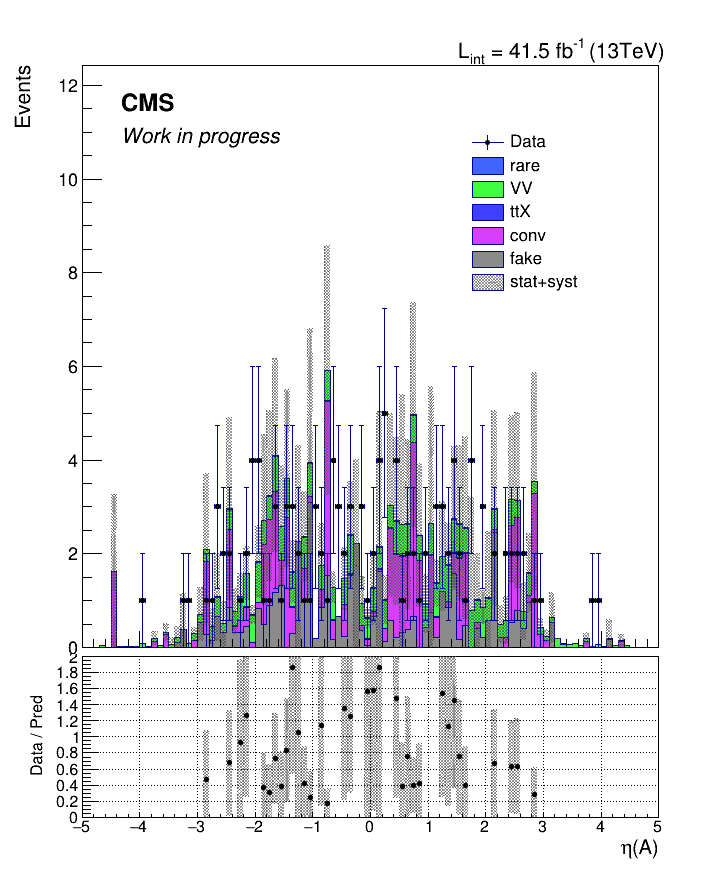 L_int = 41.5 fb^-1 (13TeV)
Events
12
10
8
6
4
2
0
CMS
Work in progress
Data
rare
VV
ttX
conv
fake
stat+syst
Data / Pred
2
1.8
1.6
1.4
1.2
1
0.8
0.6
0.4
0.2
0
−5 −4 −3 −2 −1 0 1 2 3 4 5
η(A)